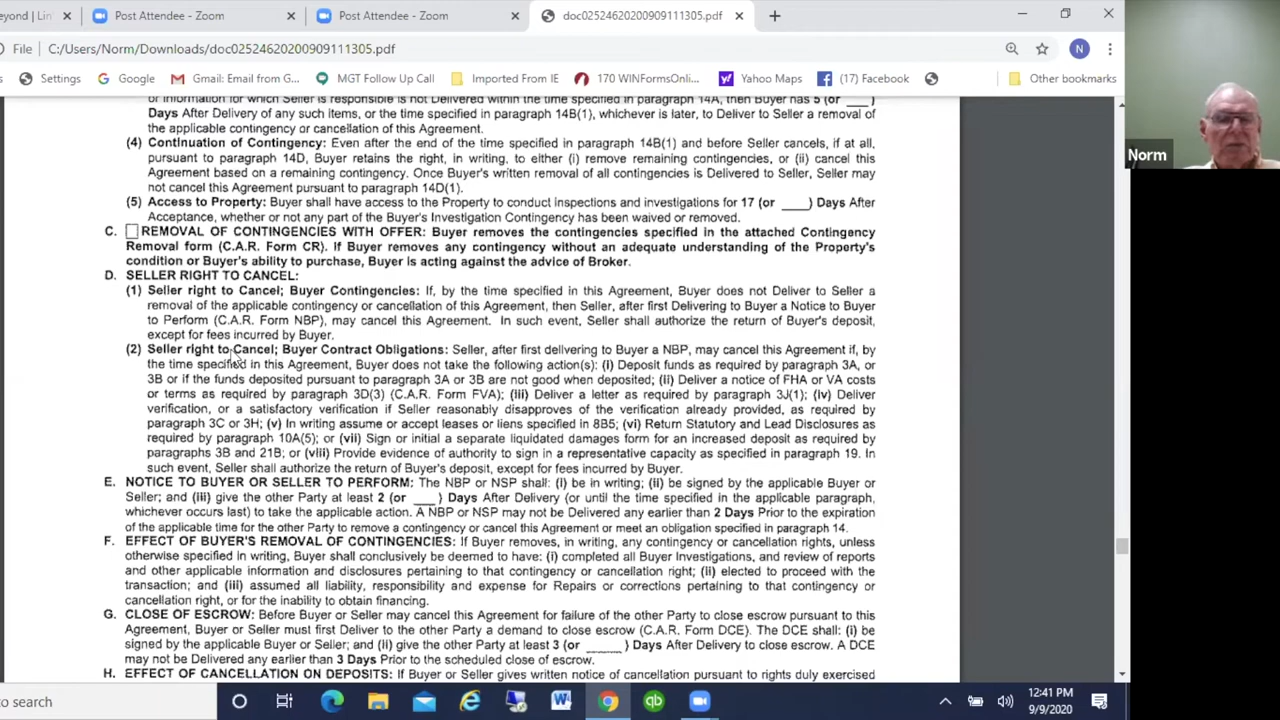 eyond | Lin
Post Attendee - Zoom
Post Attendee - Zoom
doc02524620200909111305.pdf
File
C:/Users/Norm/Downloads/doc02524620200909111305.pdf
N
Settings
Google
Gmail: Email from G...
MGT Follow Up Call
Imported From IE
170 WINFormsOnli...
Yahoo Maps
(17) Facebook
Other bookmarks
or information for which Seller is responsible is not Delivered within the time specified in paragraph 14A, then Buyer has 5 (or ___ )
Days After Delivery of any such items, or the time specified in paragraph 14B(1), whichever is later, to Deliver to Seller a removal of
the applicable contingency or cancellation of this Agreement.
(4) Continuation of Contingency: Even after the end of the time specified in paragraph 14B(1) and before Seller cancels, if at all,
pursuant to paragraph 14D, Buyer retains the right, in writing, to either (i) remove remaining contingencies, or (ii) cancel this
Agreement based on a remaining contingency. Once Buyer's written removal of all contingencies is Delivered to Seller, Seller may
not cancel this Agreement pursuant to paragraph 14D(1).
(5) Access to Property: Buyer shall have access to the Property to conduct inspections and investigations for 17 (or ____ ) Days After
Acceptance, whether or not any part of the Buyer's Investigation Contingency has been waived or removed.
C. REMOVAL OF CONTINGENCIES WITH OFFER: Buyer removes the contingencies specified in the attached Contingency
Removal form (C.A.R. Form CR). If Buyer removes any contingency without an adequate understanding of the Property's
condition or Buyer's ability to purchase, Buyer is acting against the advice of Broker.
D. SELLER RIGHT TO CANCEL:
(1) Seller right to Cancel; Buyer Contingencies: If, by the time specified in this Agreement, Buyer does not Deliver to Seller a
removal of the applicable contingency or cancellation of this Agreement, then Seller, after first Delivering to Buyer a Notice to Buyer
to Perform (C.A.R. Form NBP), may cancel this Agreement. In such event, Seller shall authorize the return of Buyer's deposit,
except for fees incurred by Buyer.
(2) Seller right to Cancel; Buyer Contract Obligations: Seller, after first delivering to Buyer a NBP, may cancel this Agreement if, by
the time specified in this Agreement, Buyer does not take the following action(s): (i) Deposit funds as required by paragraph 3A, or
3B or if the funds deposited pursuant to paragraph 3A or 3B are not good when deposited; (ii) Deliver a notice of FHA or VA costs
or terms as required by paragraph 3D(3) (C.A.R. Form FVA); (iii) Deliver a letter as required by paragraph 3J(1); (iv) Deliver
verification, or a satisfactory verification if Seller reasonably disapproves of the verification already provided, as required by
paragraph 3C or 3H; (v) In writing assume or accept leases or liens specified in 8B5; (vi) Return Statutory and Lead Disclosures as
required by paragraph 10A(5); or (vii) Sign or initial a separate liquidated damages form for an increased deposit as required by
paragraphs 3B and 21B; or (viii) Provide evidence of authority to sign in a representative capacity as specified in paragraph 19. In
such event, Seller shall authorize the return of Buyer's deposit, except for fees incurred by Buyer.
E. NOTICE TO BUYER OR SELLER TO PERFORM: The NBP or NSP shall: (i) be in writing; (ii) be signed by the applicable Buyer or
Seller; and (iii) give the other Party at least 2 (or ___ ) Days After Delivery (or until the time specified in the applicable paragraph,
whichever occurs last) to take the applicable action. A NBP or NSP may not be Delivered any earlier than 2 Days Prior to the expiration
of the applicable time for the other Party to remove a contingency or cancel this Agreement or meet an obligation specified in paragraph 14.
F. EFFECT OF BUYER'S REMOVAL OF CONTINGENCIES: If Buyer removes, in writing, any contingency or cancellation rights, unless
otherwise specified in writing, Buyer shall conclusively be deemed to have: (i) completed all Buyer Investigations, and review of reports
and other applicable information and disclosures pertaining to that contingency or cancellation right; (ii) elected to proceed with the
transaction; and (iii) assumed all liability, responsibility and expense for Repairs or corrections pertaining to that contingency or
cancellation right, or for the inability to obtain financing.
G. CLOSE OF ESCROW: Before Buyer or Seller may cancel this Agreement for failure of the other Party to close escrow pursuant to this
Agreement, Buyer or Seller must first Deliver to the other Party a demand to close escrow (C.A.R. Form DCE). The DCE shall: (i) be
signed by the applicable Buyer or Seller; and (ii) give the other Party at least 3 (or _____ ) Days After Delivery to close escrow. A DCE
may not be Delivered any earlier than 3 Days Prior to the scheduled close of escrow.
H. EFFECT OF CANCELLATION ON DEPOSITS: If Buyer or Seller gives written notice of cancellation pursuant to rights duly exercised
Norm
to search
12:41 PM
9/9/2020